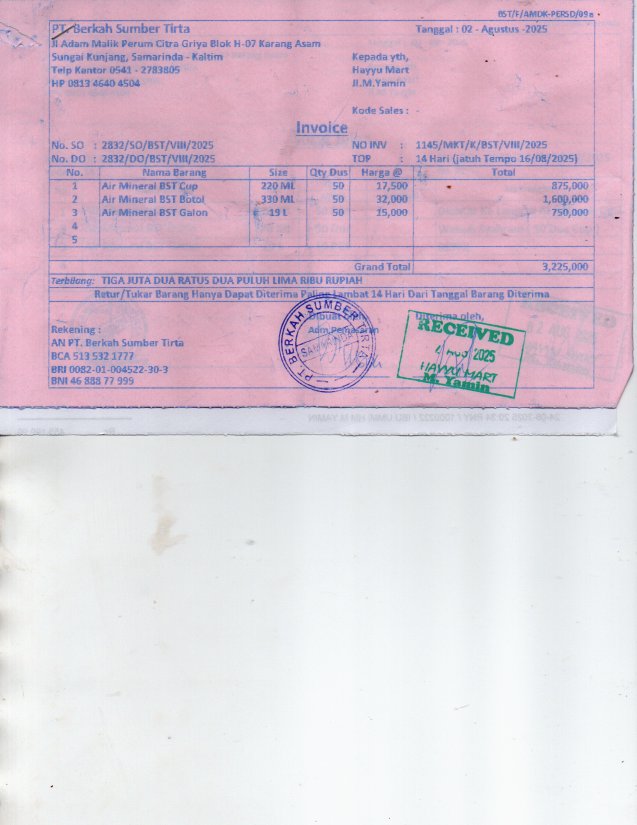 BST/F/AMDK-PERSD/09a
PT. Berkah Sumber Tirta
Tanggal : 02 - Agustus -2025
Jl Adam Malik Perum Citra Griya Blok H-07 Karang Asam
Sungai Kunjang, Samarinda - Kaltim
Kepada yth,
Telp Kantor 0541 - 2783805
Hayyu Mart
HP 0813 4640 4504
Jl.M.Yamin
Kode Sales : -
Invoice
No. SO : 2832/SO/BST/VIII/2025
NO INV : 1145/MKT/K/BST/VIII/2025
No. DO : 2832/DO/BST/VIII/2025
TOP : 14 Hari (jatuh Tempo 16/08/2025)
No. Nama Barang Size Qty Dus Harga @ Total
1 Air Mineral BST Cup 220 ML 50 17,500 875,000
2 Air Mineral BST Botol 330 ML 50 32,000 1,600,000
3 Air Mineral BST Galon 19 L 50 15,000 750,000
4
5
Grand Total 3,225,000
Terbilang: TIGA JUTA DUA RATUS DUA PULUH LIMA RIBU RUPIAH
Retur/Tukar Barang Hanya Dapat Diterima Paling Lambat 14 Hari Dari Tanggal Barang Diterima
Dibuat
Diterima oleh,
Rekening :
Adm Pemasaran
AN PT. Berkah Sumber Tirta
BCA 513 532 1777
BRI 0082-01-004522-30-3
BNI 46 888 77 999
PT. BERKAH SUMBER TIRTA
SAMARINDA
RECEIVED
2025
HAYYU MART
M. Yamin